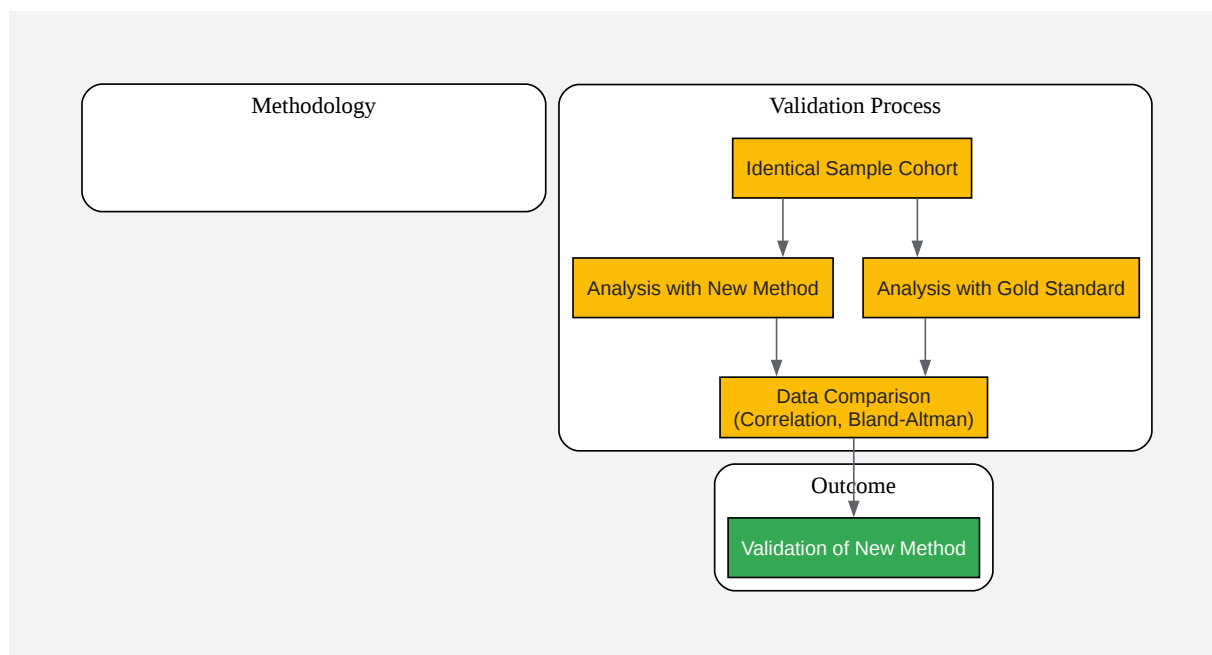 Methodology
Validation Process
Identical Sample Cohort
Analysis with New Method
Analysis with Gold Standard
Data Comparison
(Correlation, Bland-Altman)
Outcome
Validation of New Method